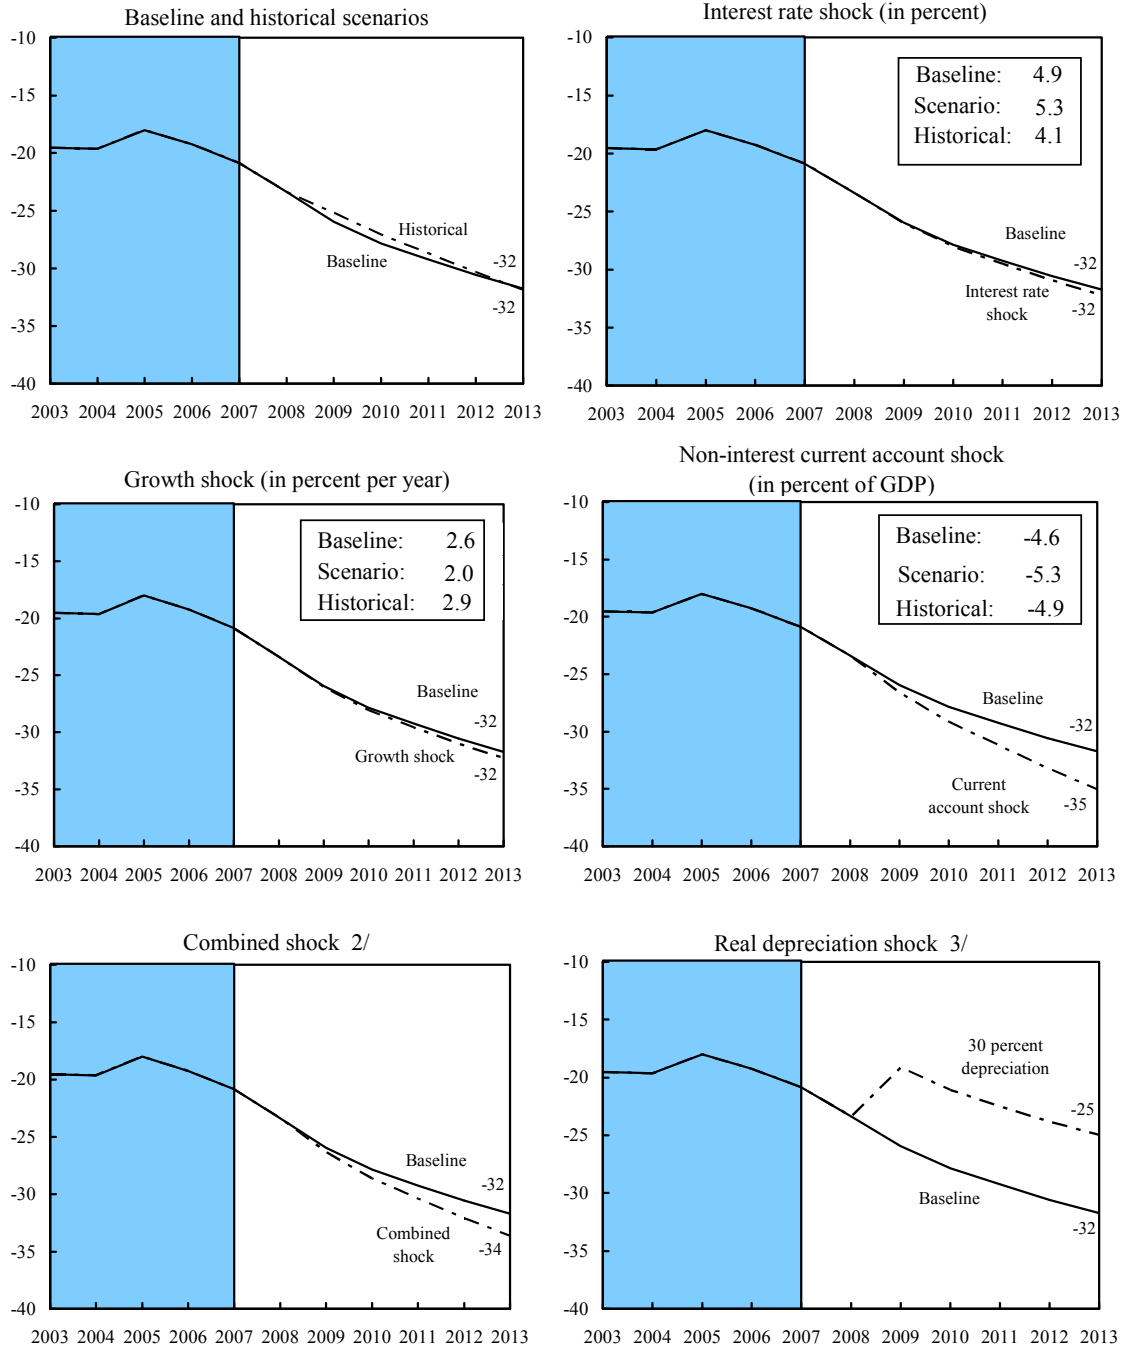 Baseline and historical scenarios
-10
-15
-20
-25
-30
-35
-40
Historical
Baseline
-32
-32
2003 2004 2005 2006 2007 2008 2009 2010 2011 2012 2013
Interest rate shock (in percent)
-10
-15
-20
-25
-30
-35
-40
Baseline: 4.9
Scenario: 5.3
Historical: 4.1
Baseline
-32
Interest rate
shock
-32
2003 2004 2005 2006 2007 2008 2009 2010 2011 2012 2013
Growth shock (in percent per year)
-10
-15
-20
-25
-30
-35
-40
Baseline: 2.6
Scenario: 2.0
Historical: 2.9
Baseline
-32
Growth shock
-32
2003 2004 2005 2006 2007 2008 2009 2010 2011 2012 2013
Non-interest current account shock
(in percent of GDP)
-10
-15
-20
-25
-30
-35
-40
Baseline: -4.6
Scenario: -5.3
Historical: -4.9
Baseline
-32
Current
account shock
-35
2003 2004 2005 2006 2007 2008 2009 2010 2011 2012 2013
Combined shock 2/
-10
-15
-20
-25
-30
-35
-40
Baseline
-32
Combined
shock
-34
2003 2004 2005 2006 2007 2008 2009 2010 2011 2012 2013
Real depreciation shock 3/
-10
-15
-20
-25
-30
-35
-40
30 percent
depreciation
-25
Baseline
-32
2003 2004 2005 2006 2007 2008 2009 2010 2011 2012 2013